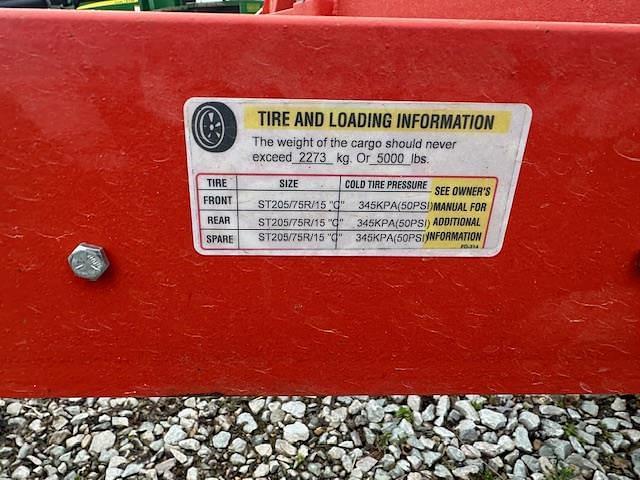 TIRE AND LOADING INFORMATION
The weight of the cargo should never
exceed 2273 kg. Or 5000 lbs.
TIRE SIZE COLD TIRE PRESSURE
FRONT ST205/75R/15 "C" 345KPA(50PSI)
REAR ST205/75R/15 "C" 345KPA(50PSI)
SPARE ST205/75R/15 "C" 345KPA(50PSI)
SEE OWNER'S
MANUAL FOR
ADDITIONAL
INFORMATION